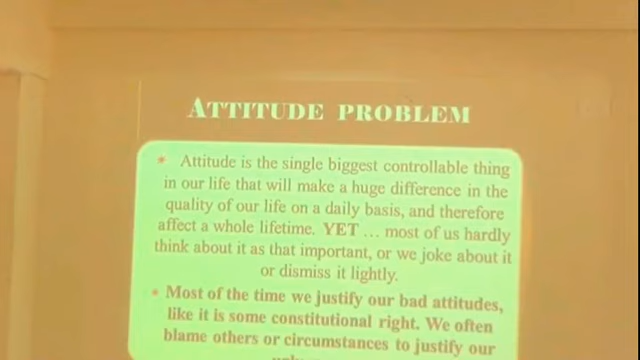 ATTITUDE PROBLEM
* Attitude is the single biggest controllable thing
in our life that will make a huge difference in the
quality of our life on a daily basis, and therefore
affect a whole lifetime. YET ... most of us hardly
think about it as that important, or we joke about it
or dismiss it lightly.
* Most of the time we justify our bad attitudes,
like it is some constitutional right. We often
blame others or circumstances to justify our